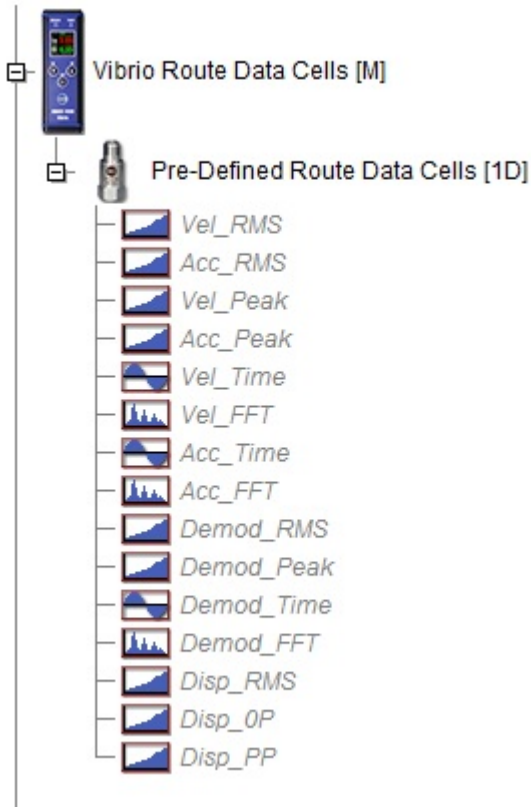 Vibrio Route Data Cells [M]
Pre-Defined Route Data Cells [1D]
Vel_RMS
Acc_RMS
Vel_Peak
Acc_Peak
Vel_Time
Vel_FFT
Acc_Time
Acc_FFT
Demod_RMS
Demod_Peak
Demod_Time
Demod_FFT
Disp_RMS
Disp_0P
Disp_PP